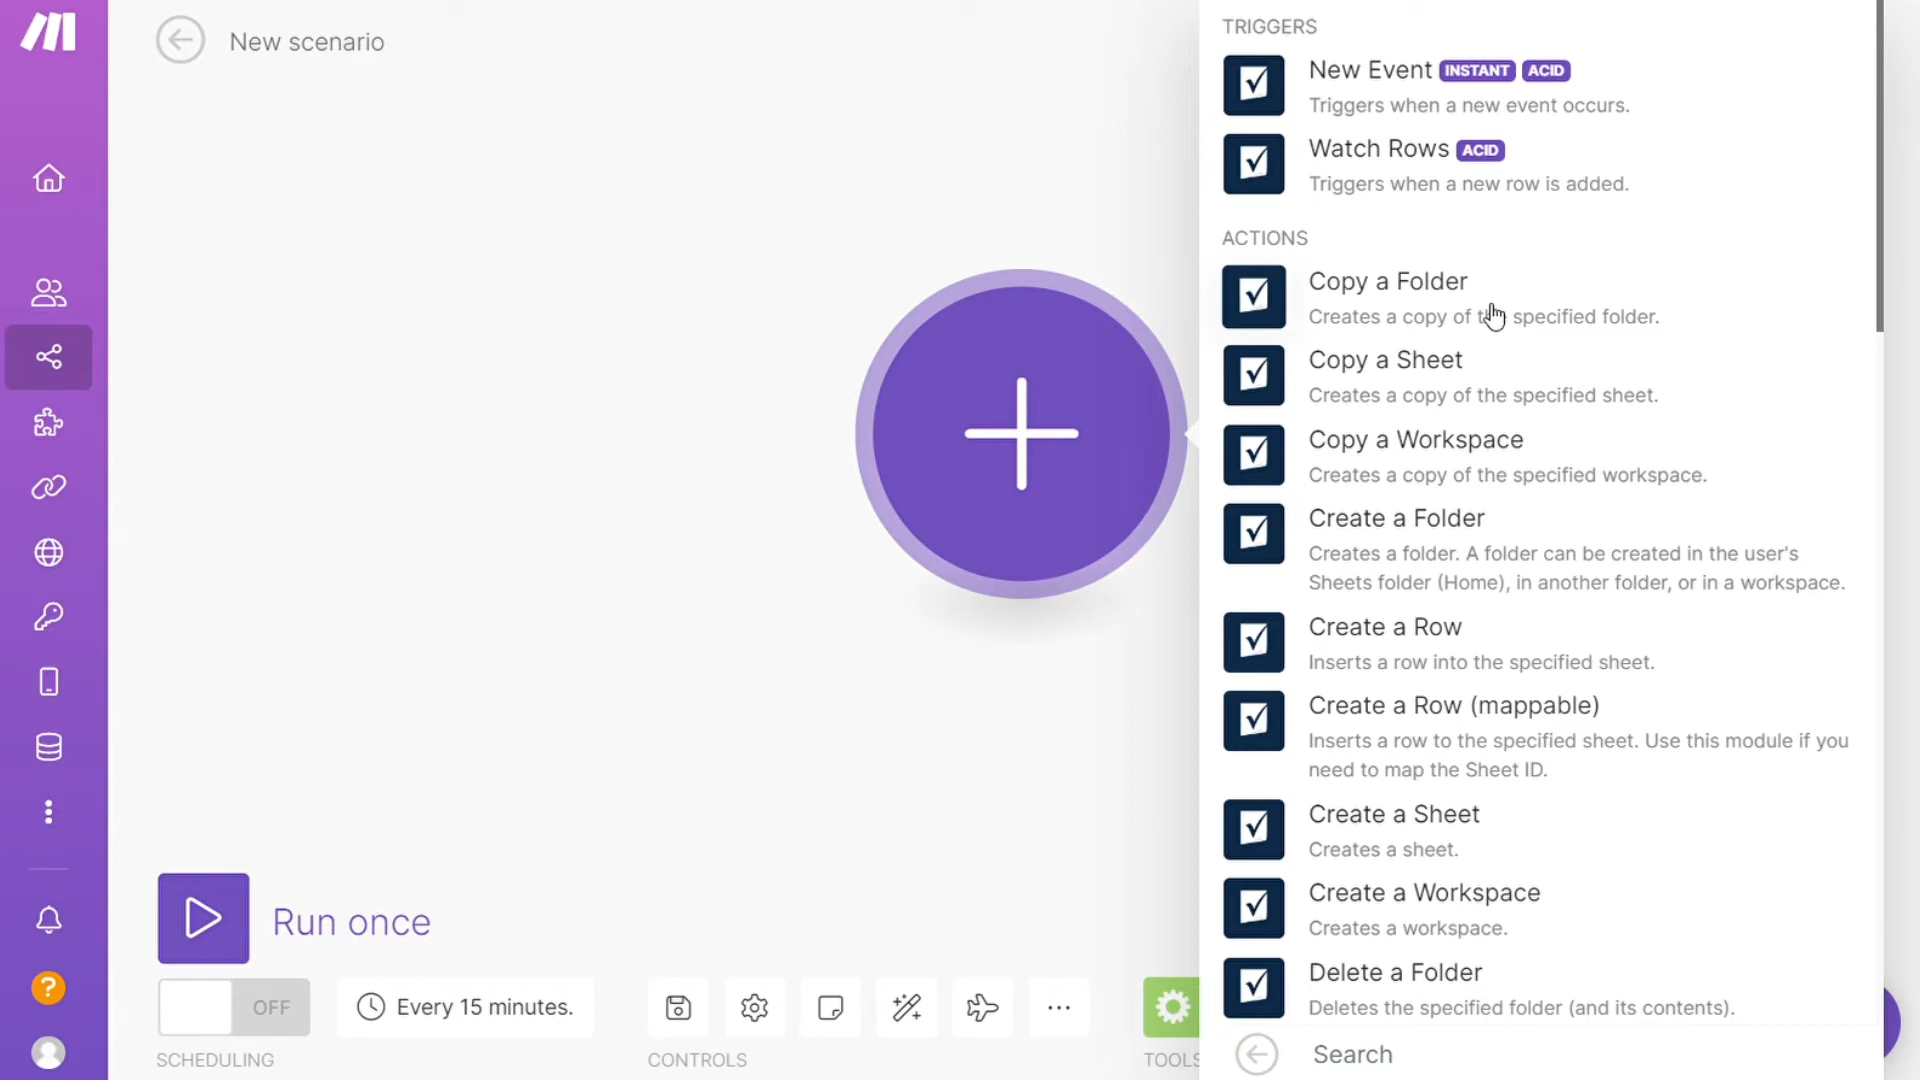 New scenario
TRIGGERS
New Event INSTANT ACID
Triggers when a new event occurs.
Watch Rows ACID
Triggers when a new row is added.
ACTIONS
Copy a Folder
Creates a copy of the specified folder.
Copy a Sheet
Creates a copy of the specified sheet.
Copy a Workspace
Creates a copy of the specified workspace.
Create a Folder
Creates a folder. A folder can be created in the user's
Sheets folder (Home), in another folder, or in a workspace.
Create a Row
Inserts a row into the specified sheet.
Create a Row (mappable)
Inserts a row to the specified sheet. Use this module if you
need to map the Sheet ID.
Create a Sheet
Creates a sheet.
Create a Workspace
Creates a workspace.
Delete a Folder
Deletes the specified folder (and its contents).
Search
Run once
OFF
Every 15 minutes.
SCHEDULING
CONTROLS
TOOLS
?